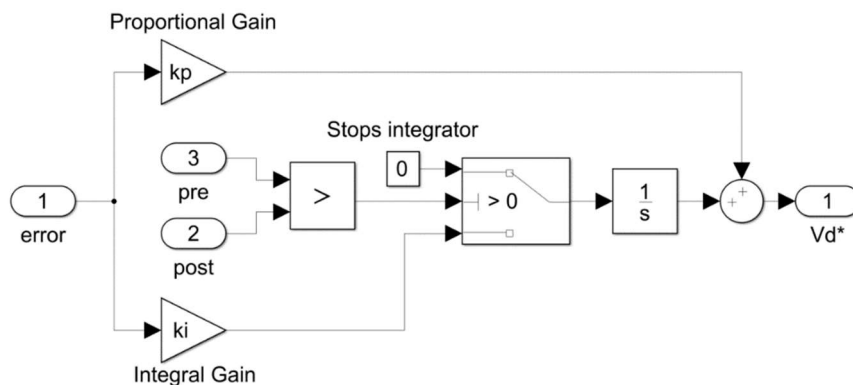 Proportional Gain
kp
Stops integrator
3
pre
0
>
> 0
1
s
1
error
2
post
+
+
1
Vd*
ki
Integral Gain